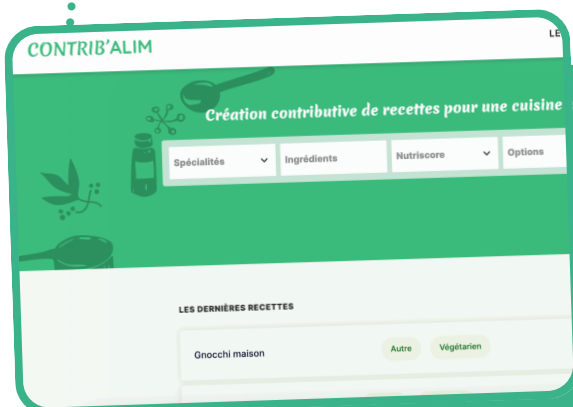 CONTRIB'ALIM
LE
Création contributive de recettes pour une cuisine
Spécialités
Ingrédients
Nutriscore
Options
LES DERNIÈRES RECETTES
Gnocchi maison
Autre
Végétarien